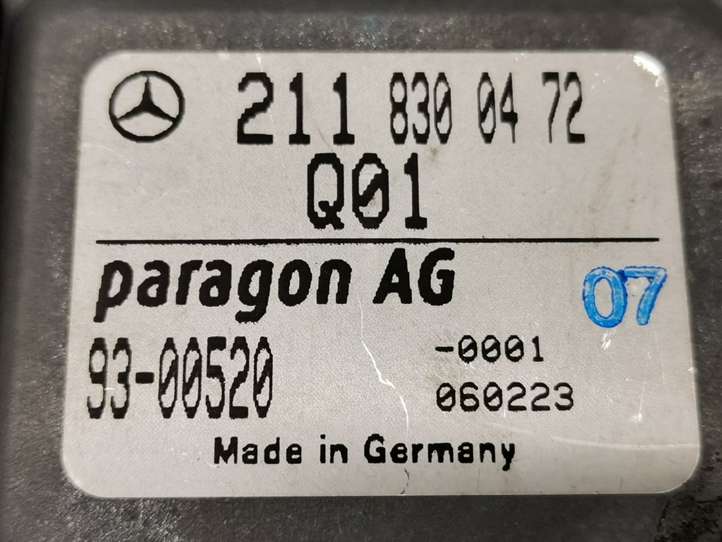 211 830 04 72
Q01
paragon AG
07
93-00520 -0001
060223
Made in Germany